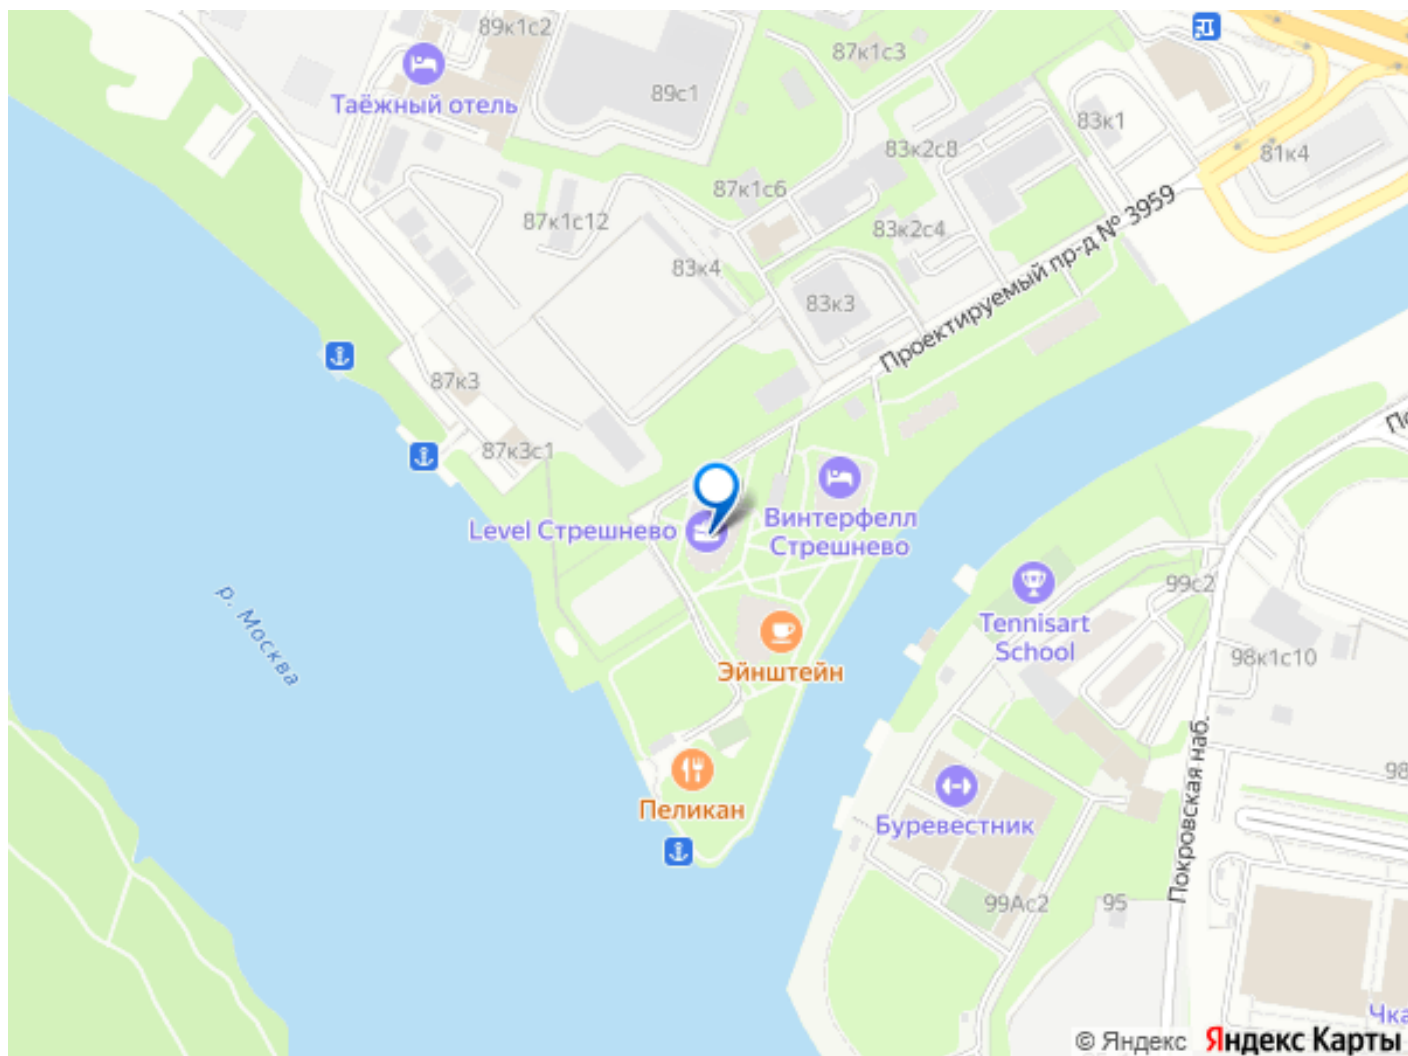 89к1с2
87к1с3
Таёжный отель
89с1
83к1
81к4
83к2с8
87к1с6
87к1с12
83к2с4
Проектируемый пр-д № 3959
83к4
83к3
87к3
87к3с1
Level Стрешнево
Винтерфелл
Стрешнево
р. Москва
99с2
Tennisart
School
98к1с10
Эйнштейн
Покровская наб.
98
Пеликан
Буревестник
99Ас2
95
Чка
© Яндекс Яндекс Карты